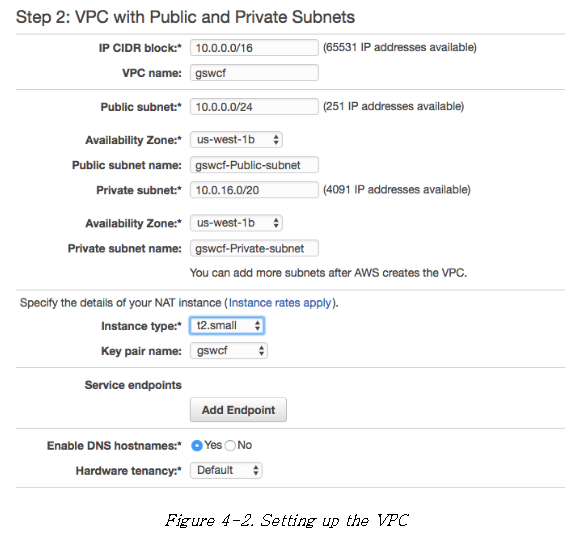 Step 2: VPC with Public and Private Subnets
IP CIDR block:* 10.0.0.0/16 (65531 IP addresses available)
VPC name: gswcf
Public subnet:* 10.0.0.0/24 (251 IP addresses available)
Availability Zone:* us-west-1b
Public subnet name: gswcf-Public-subnet
Private subnet:* 10.0.16.0/20 (4091 IP addresses available)
Availability Zone:* us-west-1b
Private subnet name: gswcf-Private-subnet
You can add more subnets after AWS creates the VPC.
Specify the details of your NAT instance (Instance rates apply).
Instance type:* t2.small
Key pair name: gswcf
Service endpoints
Add Endpoint
Enable DNS hostnames:* Yes No
Hardware tenancy:* Default
Figure 4-2. Setting up the VPC